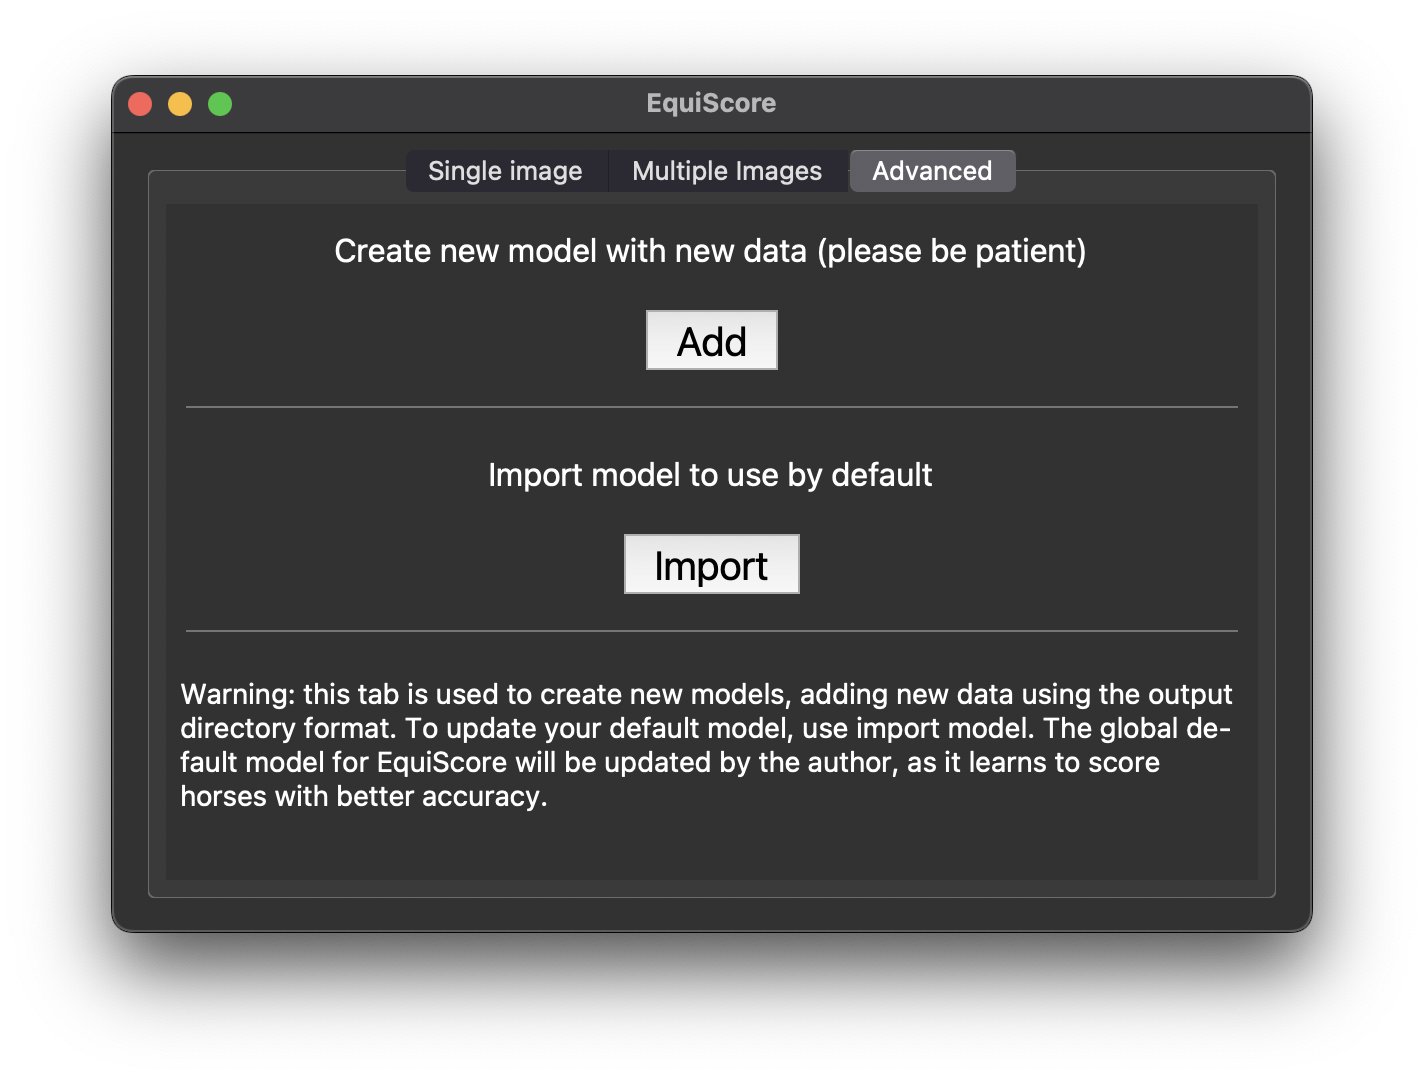 EquiScore
Single image
Multiple Images
Advanced
Create new model with new data (please be patient)
Add
Import model to use by default
Import
Warning: this tab is used to create new models, adding new data using the output
directory format. To update your default model, use import model. The global de-
fault model for EquiScore will be updated by the author, as it learns to score
horses with better accuracy.